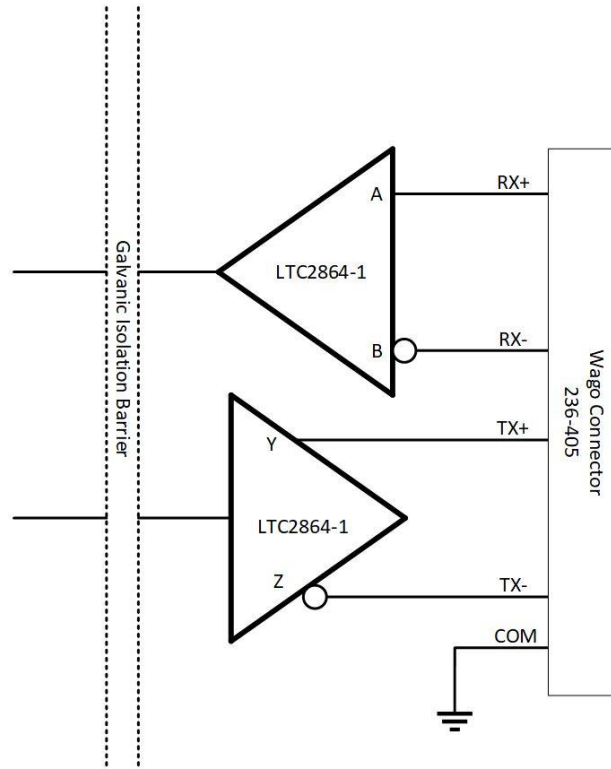 Galvanic Isolation Barrier
A
LTC2864-1
B
RX+
RX-
Y
LTC2864-1
Z
TX+
TX-
COM
Wago Connector
236-405